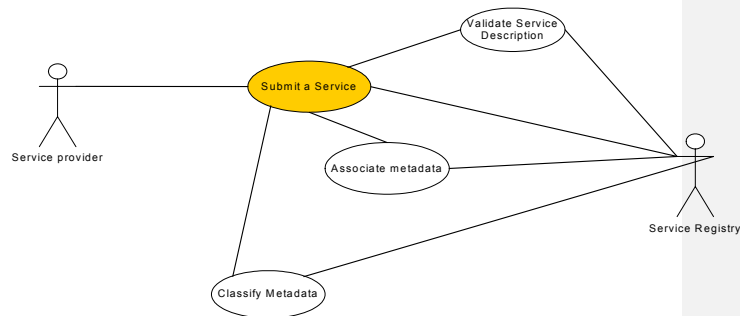 Validate Service
Description
Submit a Service
Service provider
Associate metadata
Service Registry
Classify Metadata